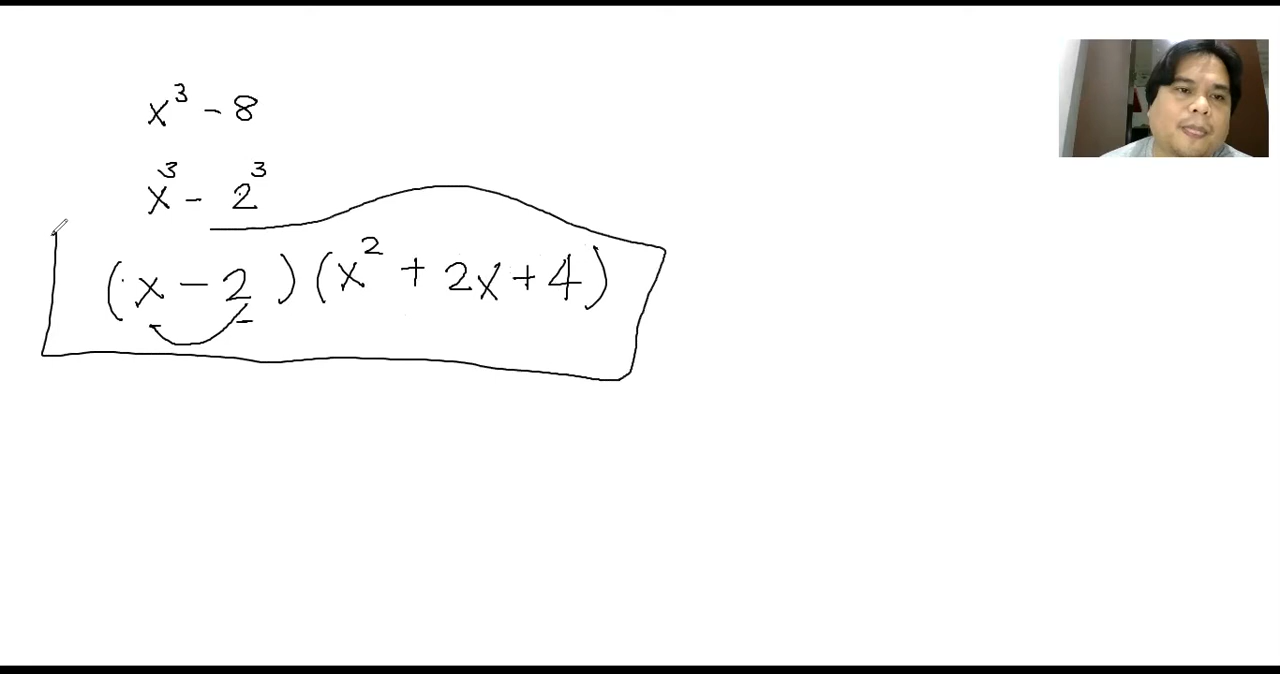 x³ - 8
x³ - 2³
(x - 2)(x² + 2x + 4)